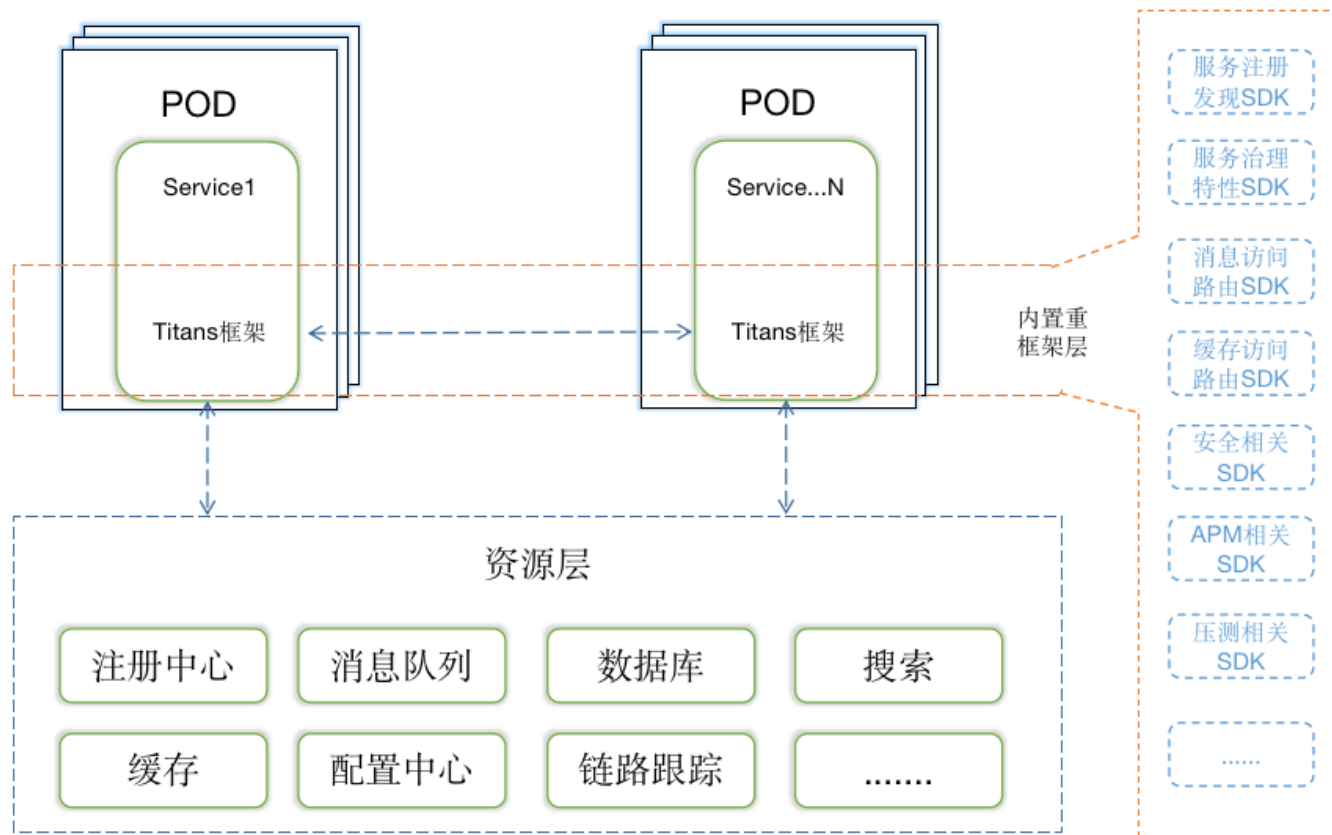 POD
Service1
Titans框架
POD
Service...N
Titans框架
内置重
框架层
服务注册
发现SDK
服务治理
特性SDK
消息访问
路由SDK
缓存访问
路由SDK
安全相关
SDK
APM相关
SDK
压测相关
SDK
......
资源层
注册中心
消息队列
数据库
搜索
缓存
配置中心
链路跟踪
.......